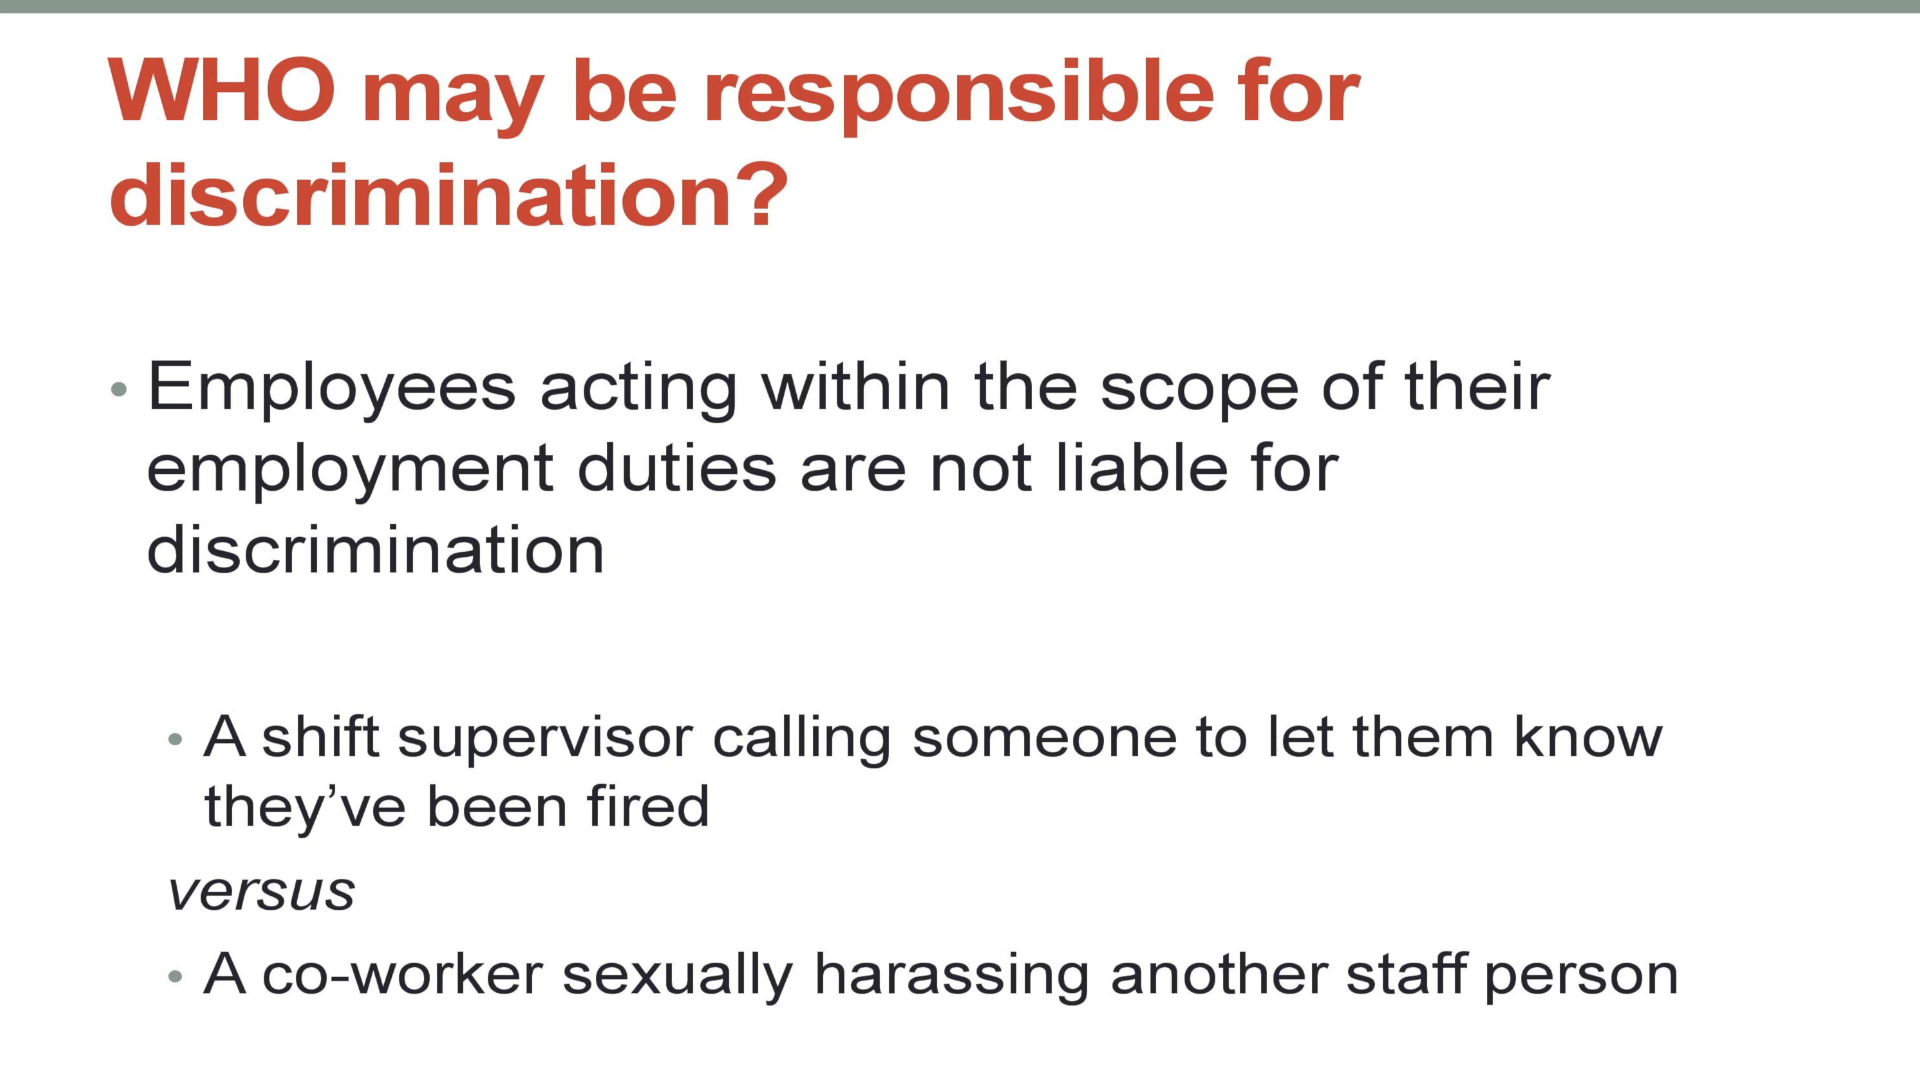 WHO may be responsible for
discrimination?
• Employees acting within the scope of their
employment duties are not liable for
discrimination
• A shift supervisor calling someone to let them know
they’ve been fired
versus
• A co-worker sexually harassing another staff person